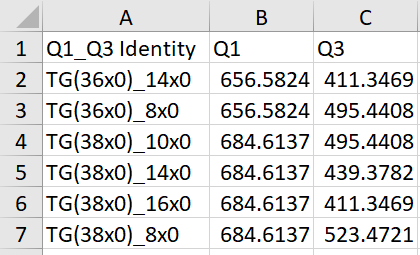 A B C
1 Q1_Q3 Identity Q1 Q3
2 TG(36x0)_14x0 656.5824 411.3469
3 TG(36x0)_8x0 656.5824 495.4408
4 TG(38x0)_10x0 684.6137 495.4408
5 TG(38x0)_14x0 684.6137 439.3782
6 TG(38x0)_16x0 684.6137 411.3469
7 TG(38x0)_8x0 684.6137 523.4721